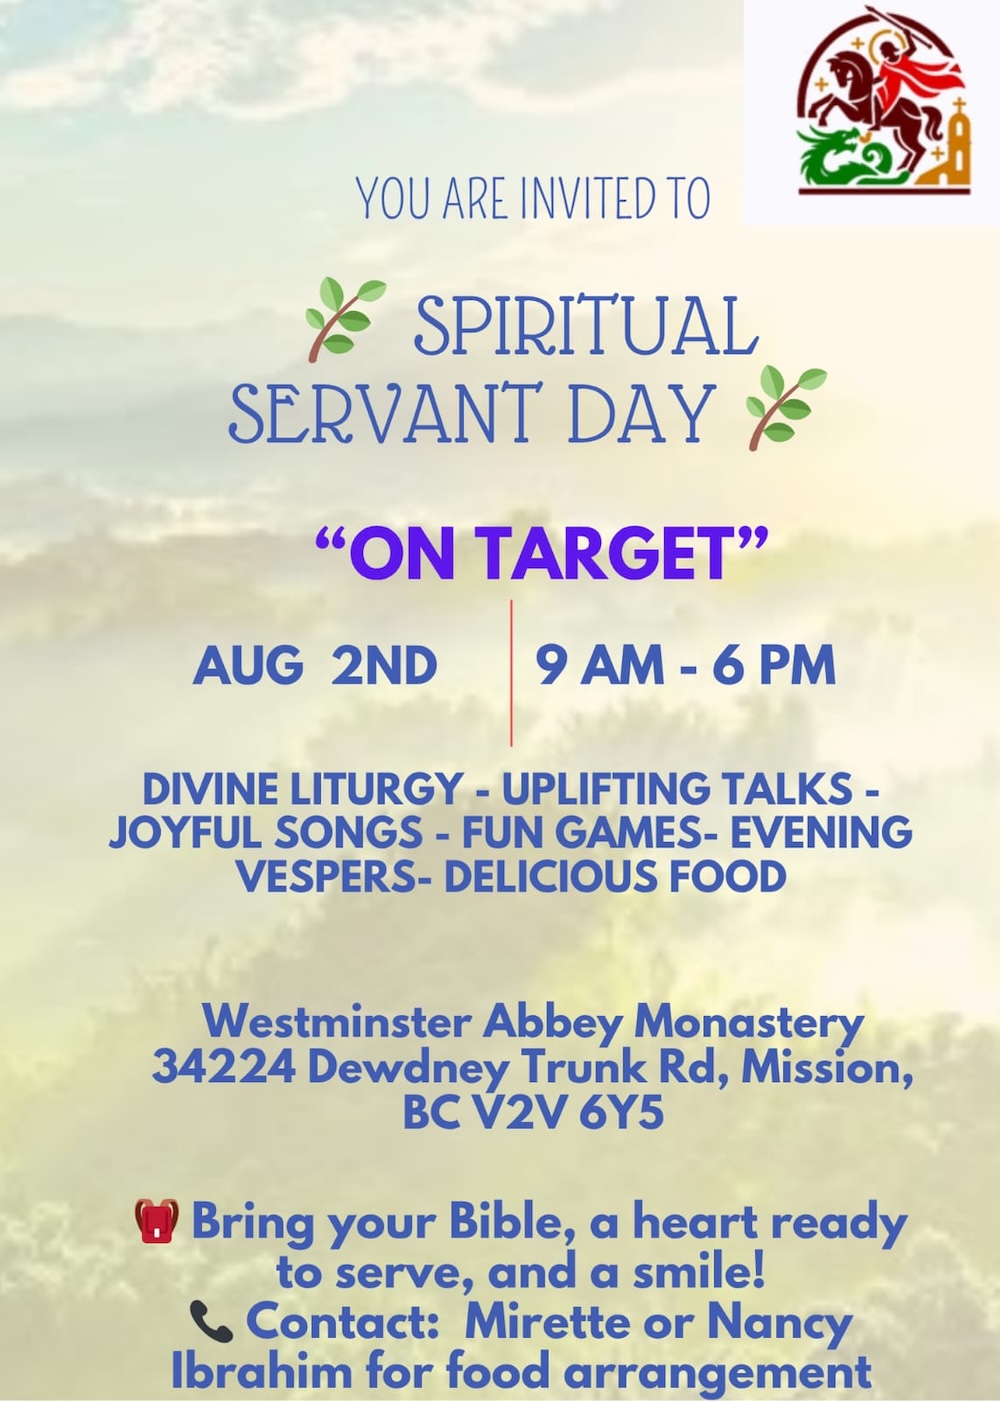 YOU ARE INVITED TO
SPIRITUAL
SERVANT DAY
“ON TARGET”
AUG 2ND
9 AM - 6 PM
DIVINE LITURGY - UPLIFTING TALKS -
JOYFUL SONGS - FUN GAMES- EVENING
VESPERS- DELICIOUS FOOD
Westminster Abbey Monastery
34224 Dewdney Trunk Rd, Mission,
BC V2V 6Y5
Bring your Bible, a heart ready
to serve, and a smile!
Contact: Mirette or Nancy
Ibrahim for food arrangement